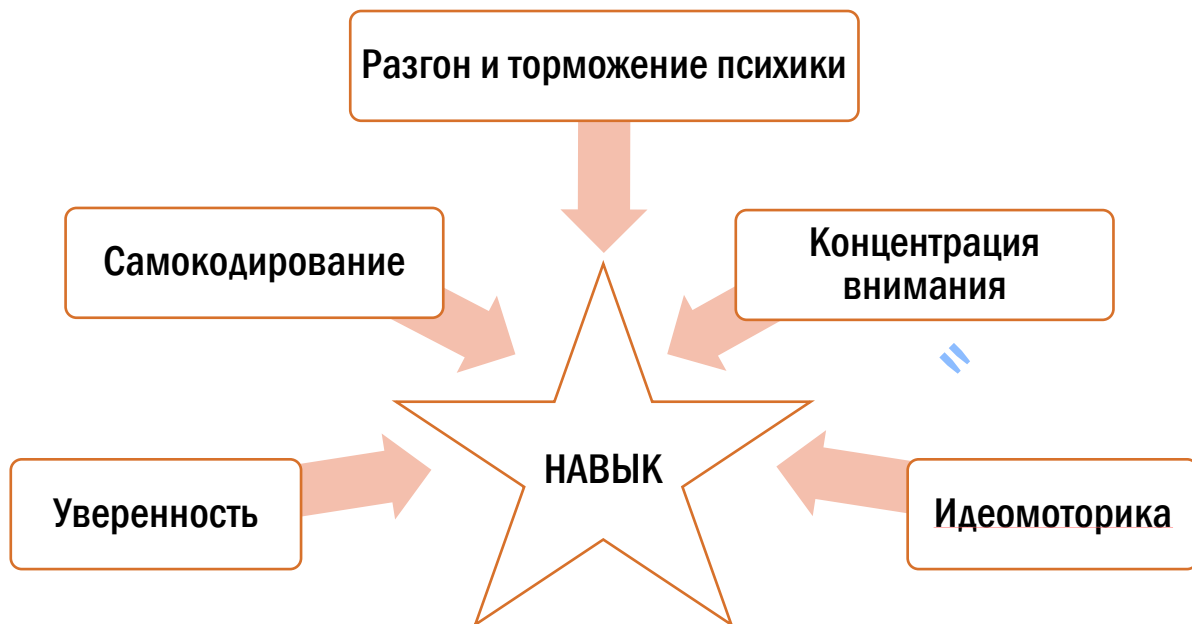 Разгон и торможение психики
Самокодирование
Концентрация
внимания
"
Уверенность
НАВЫК
Идеомоторика